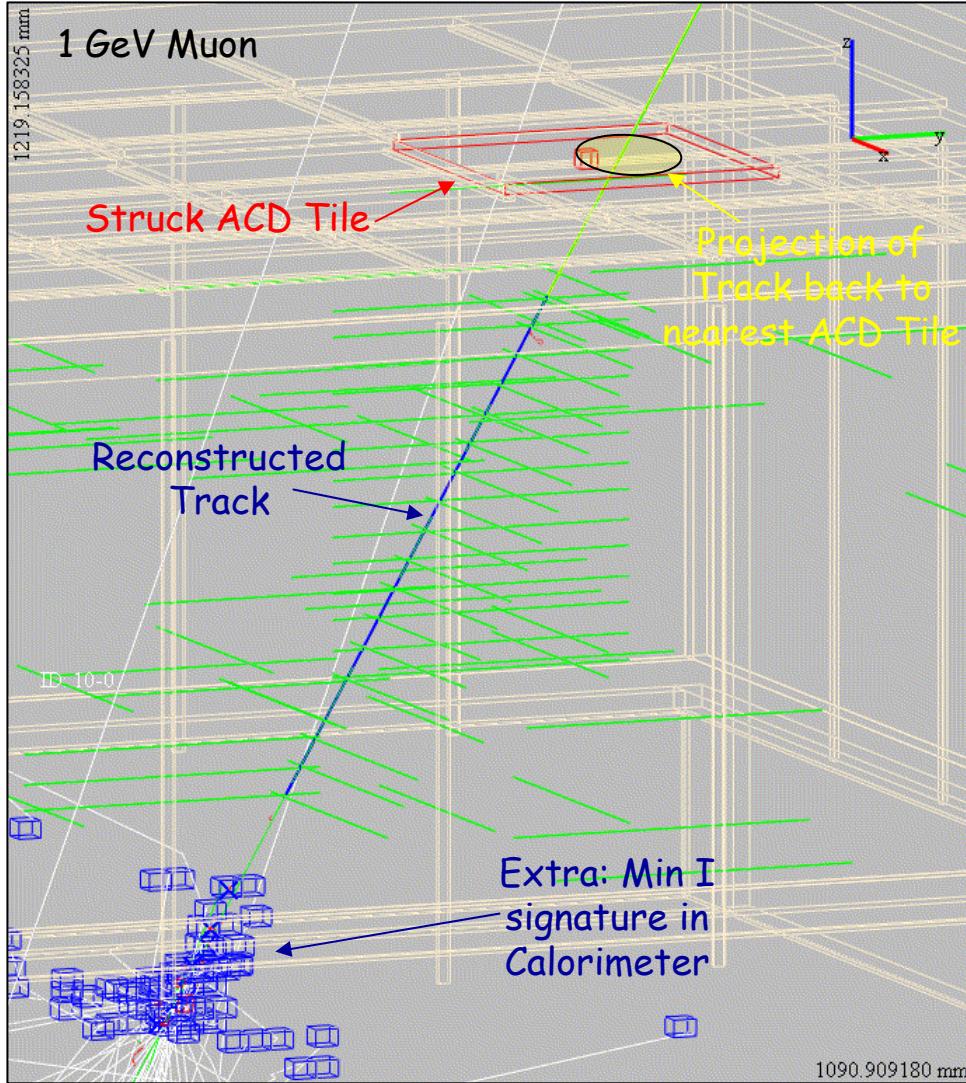 1219.158325 mm
1 GeV Muon
z
y
x
Struck ACD Tile
Projection of
Track back to
nearest ACD Tile
Reconstructed
Track
ID 10-0
Extra: Min I
signature in
Calorimeter
1090.909180 mm